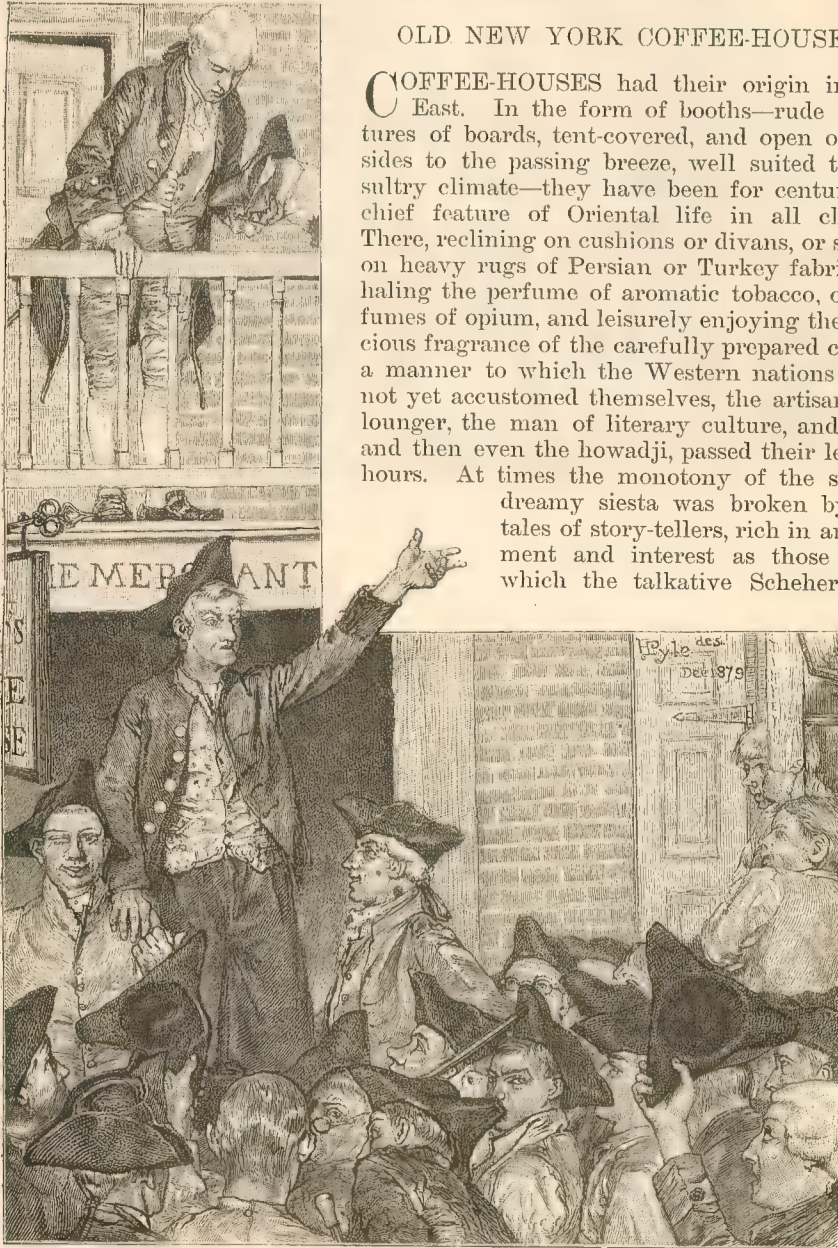 OLD NEW YORK COFFEE-HOUSE
COFFEE-HOUSES had their origin in
East. In the form of booths—rude
tures of boards, tent-covered, and open o
sides to the passing breeze, well suited t
sultry climate—they have been for centu
chief feature of Oriental life in all cl
There, reclining on cushions or divans, or s
on heavy rugs of Persian or Turkey fabri
haling the perfume of aromatic tobacco, o
fumes of opium, and leisurely enjoying the
cious fragrance of the carefully prepared c
a manner to which the Western nations
not yet accustomed themselves, the artisan
lounger, the man of literary culture, and
and then even the howadji, passed their le
hours. At times the monotony of the s
dreamy siesta was broken by
tales of story-tellers, rich in a
ment and interest as those
which the talkative Scheher
E MER ANT
S
E
SE
H.Pyle des.
Dec 1879